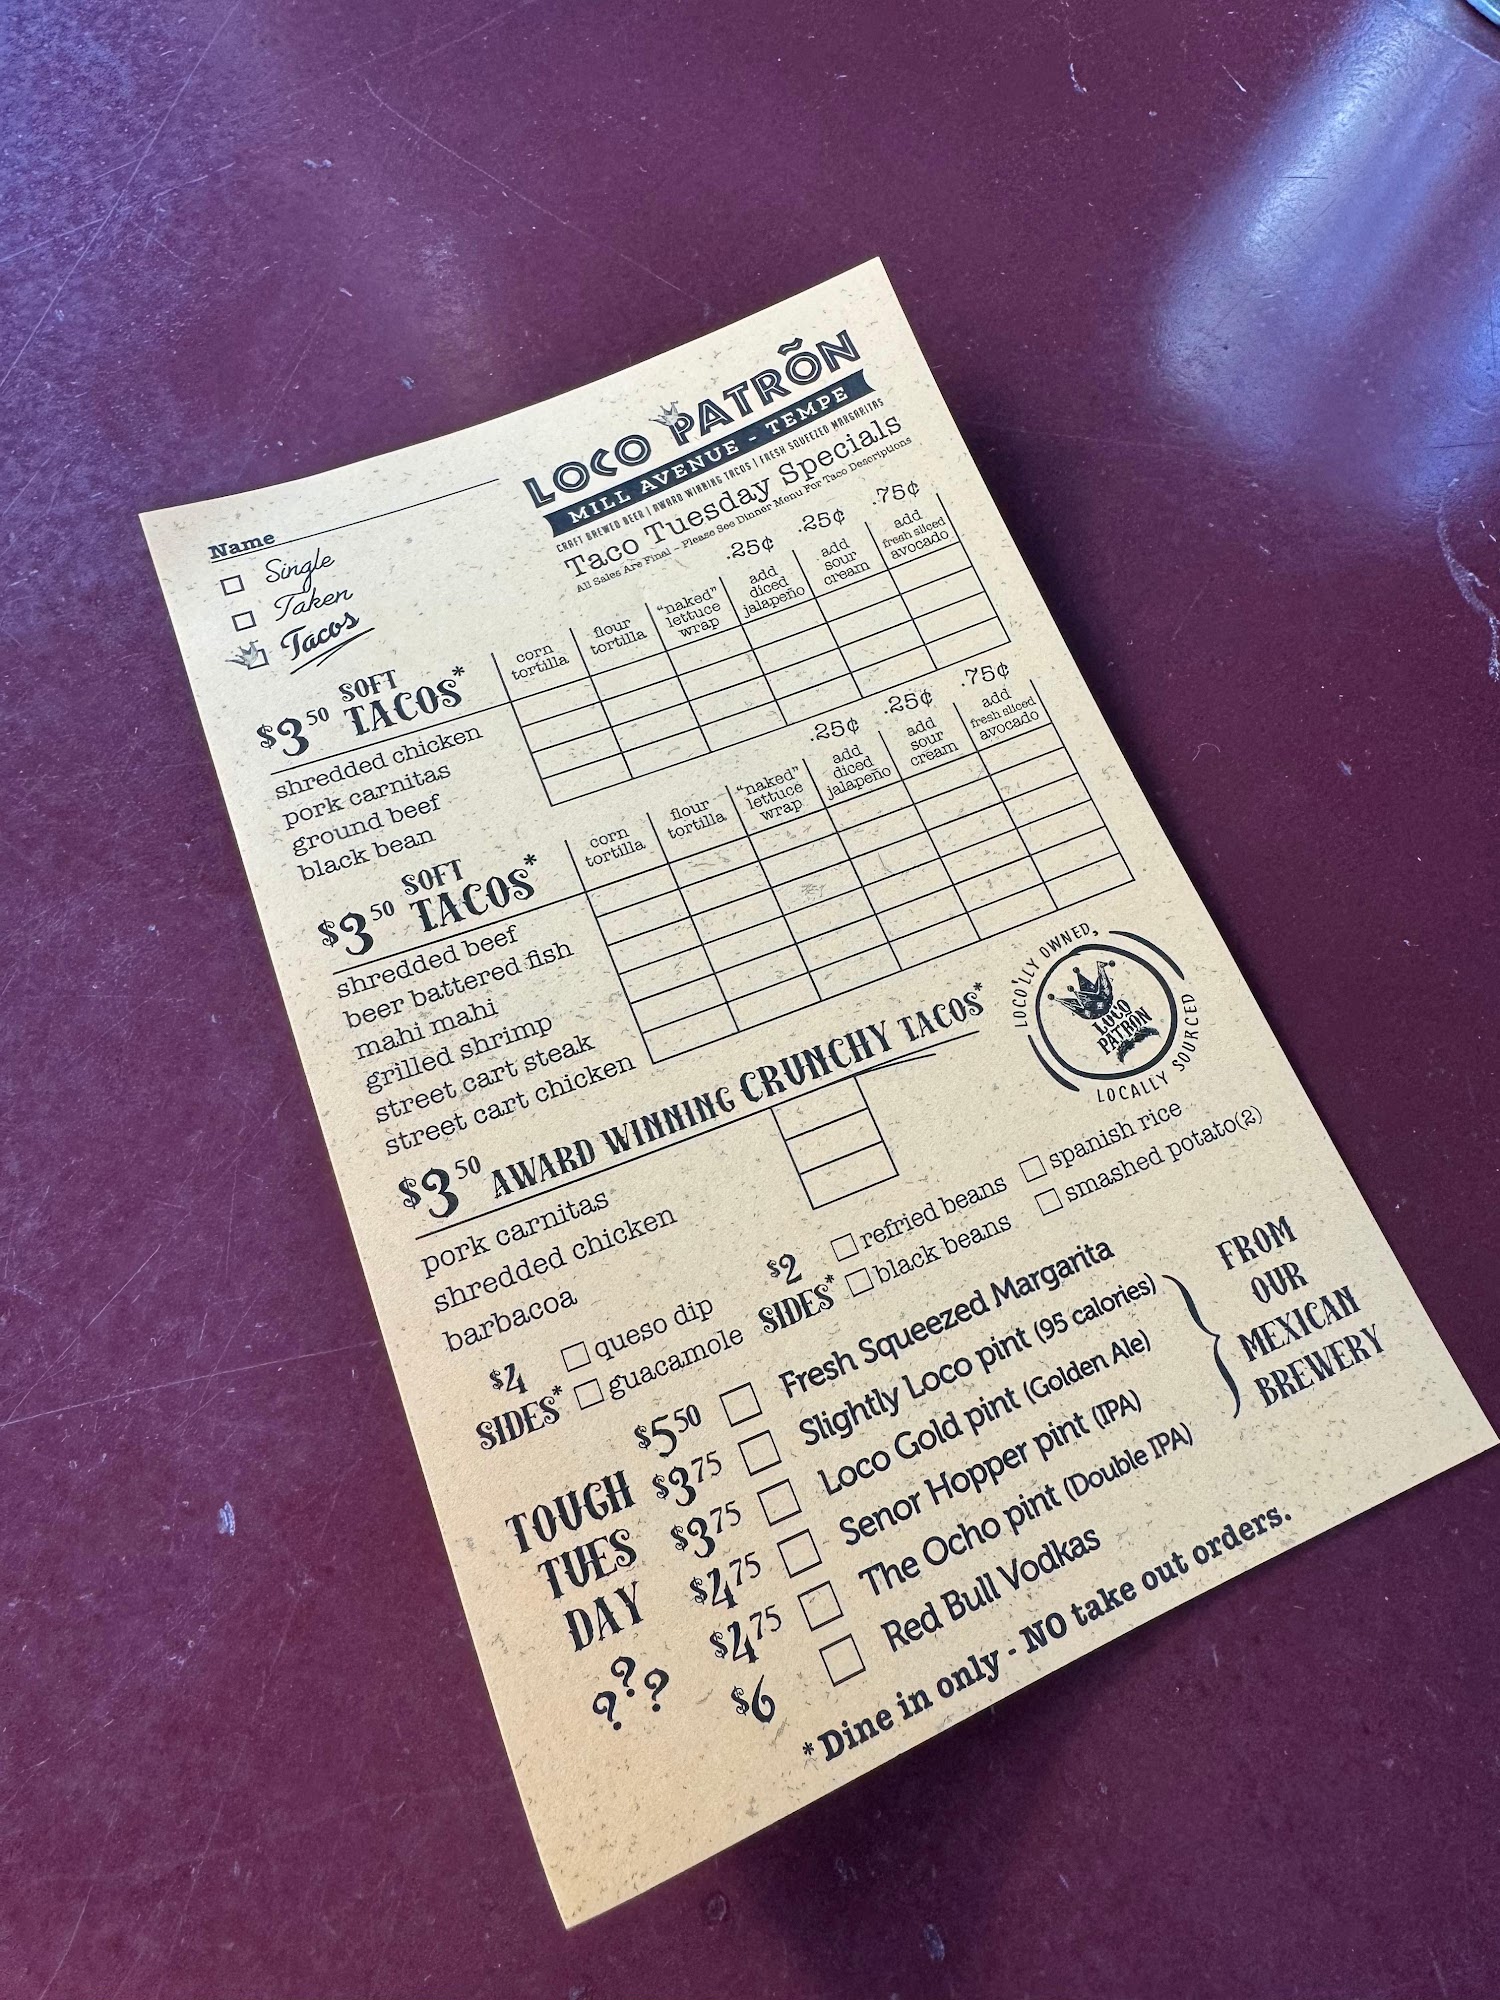 LOCO PATRÕN
MILL AVENUE - TEMPE
CRAFT BREWED BEER | AWARD WINNING TACOS | FRESH SQUEEZED MARGARITAS
Taco Tuesday Specials
All Sales Are Final - Please See Dinner Menu For Taco Descriptions
Name
Single
Taken
Tacos
.25¢ .25¢ .75¢
$3.50 SOFT TACOS*
corn tortilla
flour tortilla
"naked" lettuce wrap
add diced jalapeño
add sour cream
add fresh sliced avocado
shredded chicken
pork carnitas
ground beef
black bean
.25¢ .25¢ .75¢
$3.50 SOFT TACOS*
corn tortilla
flour tortilla
"naked" lettuce wrap
add diced jalapeño
add sour cream
add fresh sliced avocado
shredded beef
beer battered fish
mahi mahi
grilled shrimp
street cart steak
street cart chicken
LOCO'LLY OWNED,
LOCO PATRÕN
LOCALLY SOURCED
$3.50 AWARD WINNING CRUNCHY TACOS*
pork carnitas
shredded chicken
barbacoa
$4 SIDES*
queso dip
guacamole
$2 SIDES*
refried beans
black beans
spanish rice
smashed potato(2)
TOUGH
TUES
DAY
???
$5.50 Fresh Squeezed Margarita
$3.75 Slightly Loco pint (95 calories)
$3.75 Loco Gold pint (Golden Ale)
$4.75 Senor Hopper pint (IPA)
$4.75 The Ocho pint (Double IPA)
$6 Red Bull Vodkas
FROM
OUR
MEXICAN
BREWERY
*Dine in only - NO take out orders.